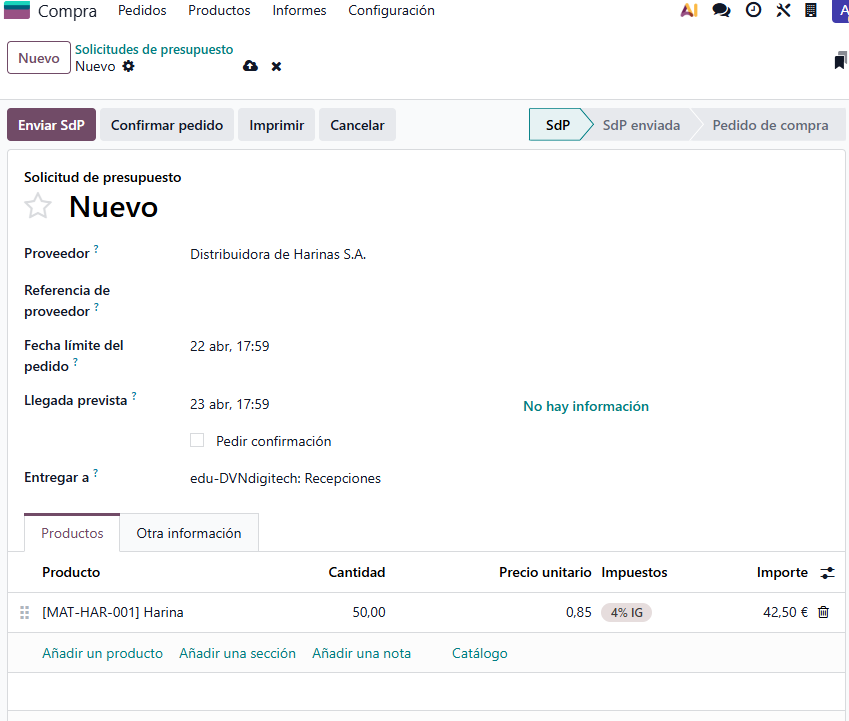 Compra Pedidos Productos Informes Configuración
AI
A
Nuevo
Solicitudes de presupuesto
Nuevo
Enviar SdP Confirmar pedido Imprimir Cancelar
SdP SdP enviada Pedido de compra
Solicitud de presupuesto
Nuevo
Proveedor ? Distribuidora de Harinas S.A.
Referencia de
proveedor ?
Fecha límite del
pedido ?
22 abr, 17:59
Llegada prevista ? 23 abr, 17:59 No hay información
Pedir confirmación
Entregar a ? edu-DVNdigitech: Recepciones
Productos Otra información
Producto Cantidad Precio unitario Impuestos Importe
[MAT-HAR-001] Harina 50,00 0,85 4% IG 42,50 €
Añadir un producto Añadir una sección Añadir una nota Catálogo